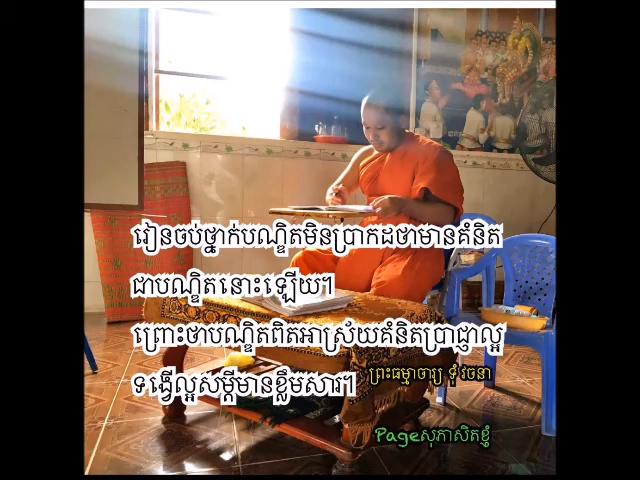 រៀនចប់ថ្នាក់បណ្ឌិតមិនប្រាកដថាមានគំនិត
ជាបណ្ឌិតនោះឡើយ។
ព្រោះថាបណ្ឌិតពិតអាស្រ័យគំនិតប្រាជ្ញាល្អ
ទង្វើល្អសម្ដីមានខ្លឹមសារ។
ព្រះធម្មាចារ្យ ទុំ វចនា
Pageសុភាសិតខ្ញុំ